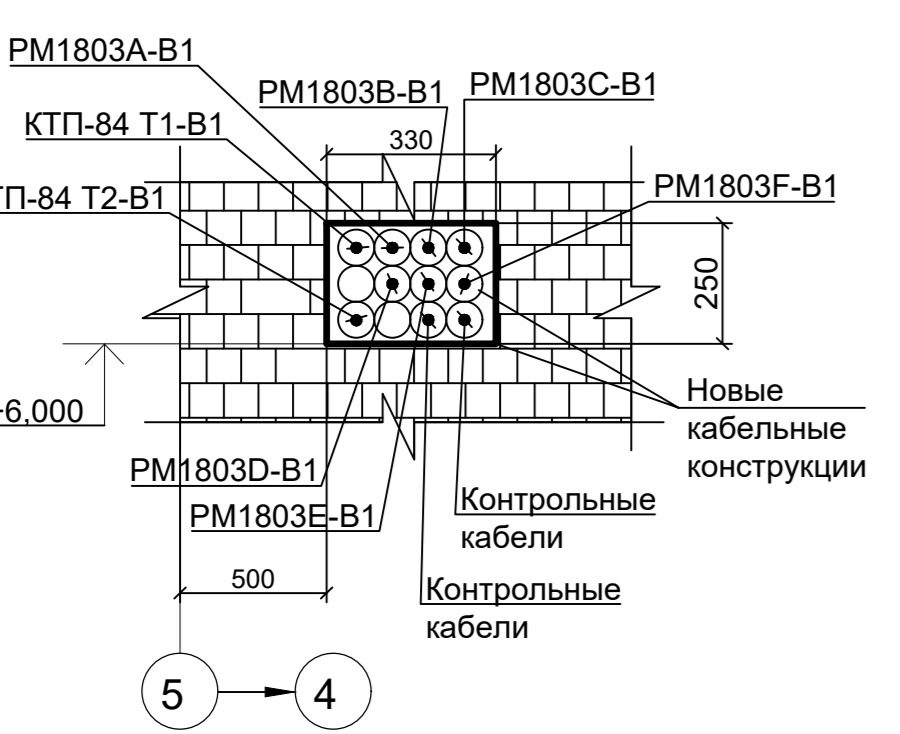 РМ1803А-В1
РМ1803В-В1
РМ1803С-В1
КТП-84 Т1-В1
330
ТП-84 Т2-В1
РМ1803F-В1
250
+6,000
Новые
кабельные
конструкции
РМ1803D-В1
РМ1803Е-В1
Контрольные
кабели
500
Контрольные
кабели
5
4